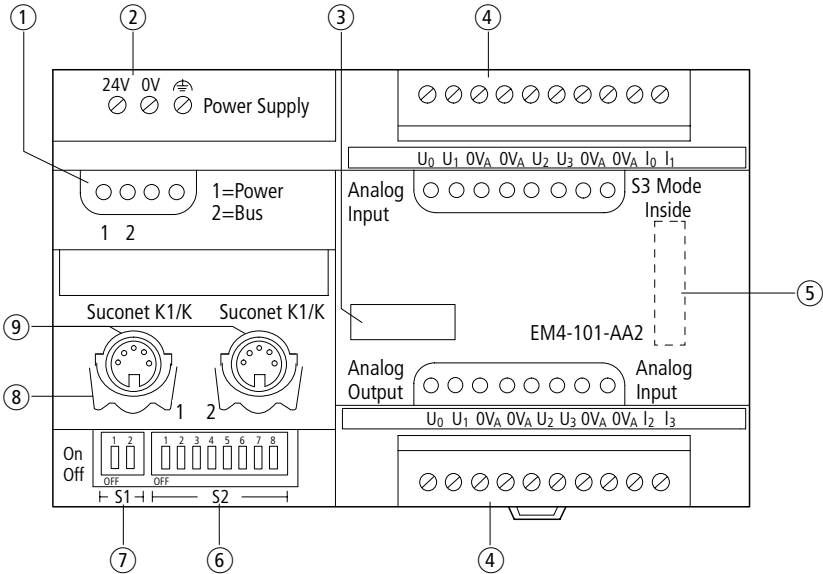 1 2 3 4
24V 0V
Power Supply
U₀ U₁ 0V_A 0V_A U₂ U₃ 0V_A 0V_A I₀ I₁
1
1=Power
2=Bus
1 2
Analog
Input
S3 Mode
Inside
5
Suconet K1/K Suconet K1/K
9
EM4-101-AA2
8
1 2
Analog
Output
Analog
Input
U₀ U₁ 0V_A 0V_A U₂ U₃ 0V_A 0V_A I₂ I₃
On
Off
1 2 1 2 3 4 5 6 7 8
OFF OFF
S1 S2
7 6 4